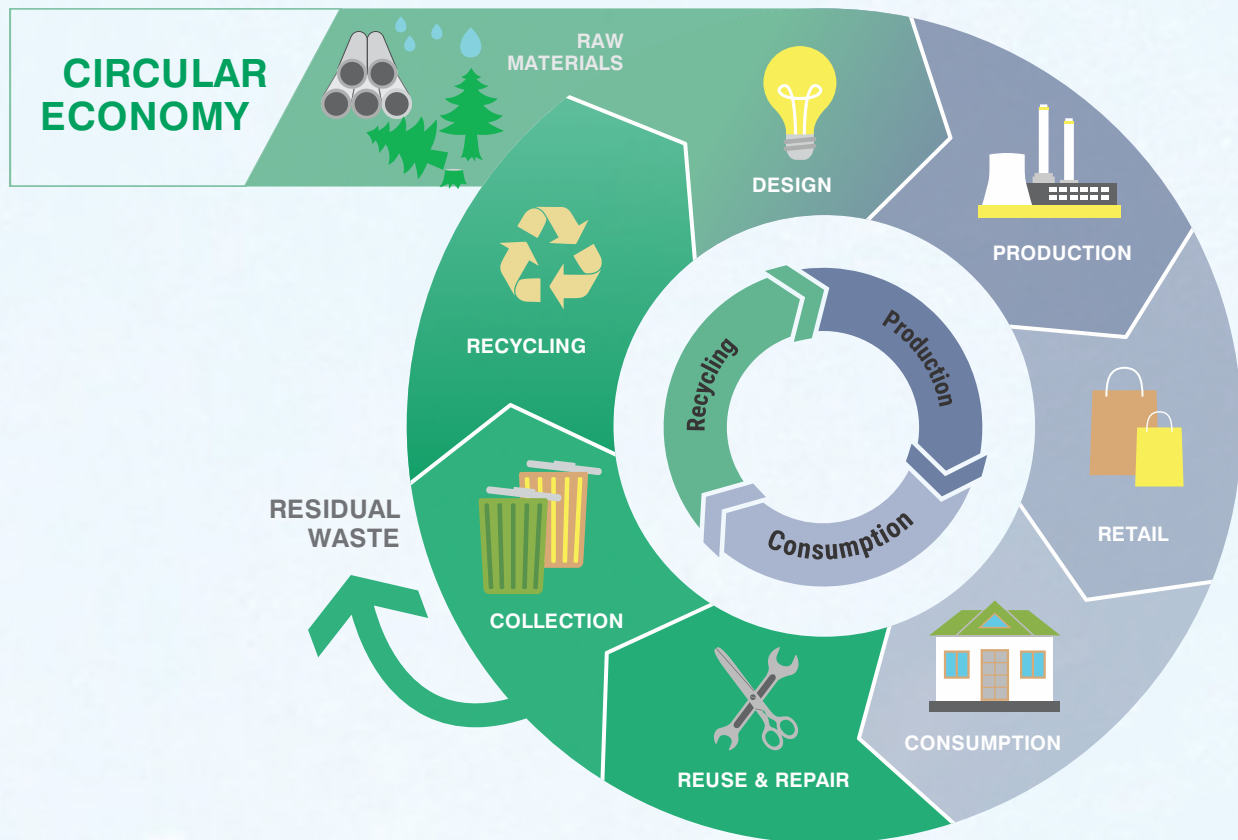 CIRCULAR
ECONOMY
RAW
MATERIALS
DESIGN
PRODUCTION
RETAIL
CONSUMPTION
REUSE & REPAIR
COLLECTION
RESIDUAL
WASTE
RECYCLING
Production
Consumption
Recycling